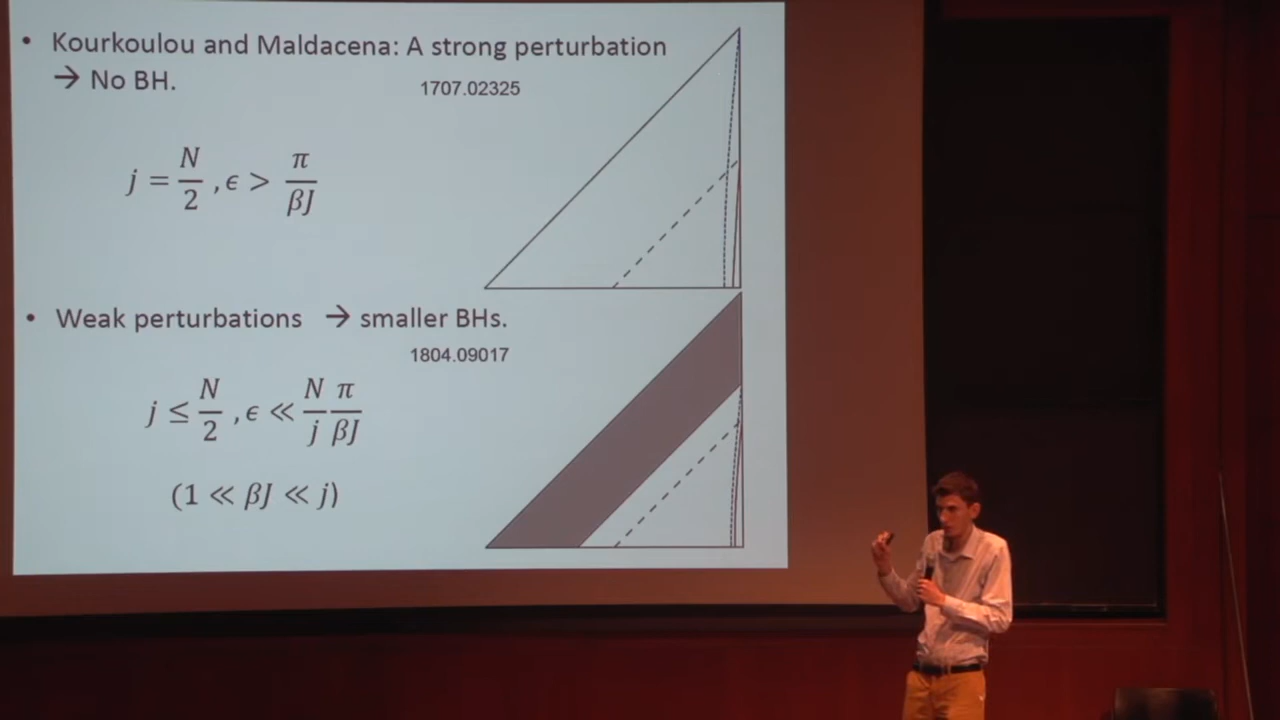 • Kourkoulou and Maldacena: A strong perturbation
→ No BH.
1707.02325
j = N/2 , ϵ > π/βJ
• Weak perturbations → smaller BHs.
1804.09017
j ≤ N/2 , ϵ ≪ N/j π/βJ
(1 ≪ βJ ≪ j)